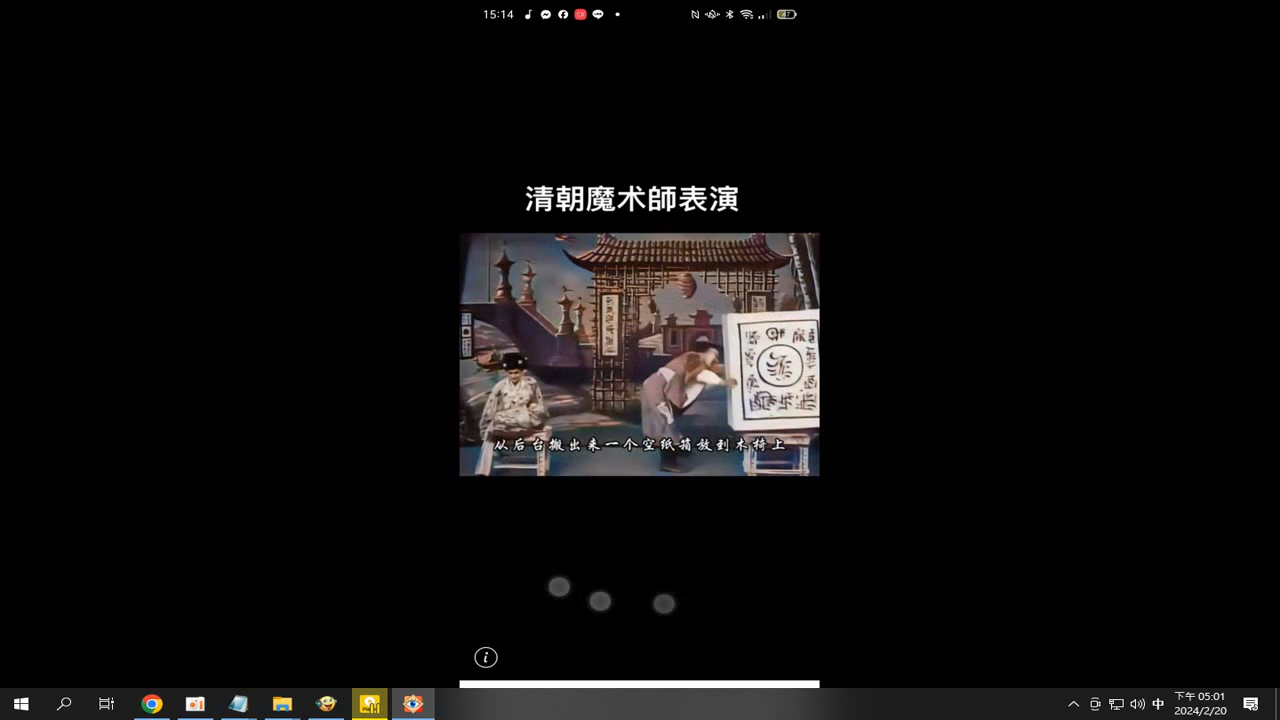 15:14
47
清朝魔术師表演
从后台搬出来一个空纸箱放到木椅上
i
中
下午 05:01
2024/2/20